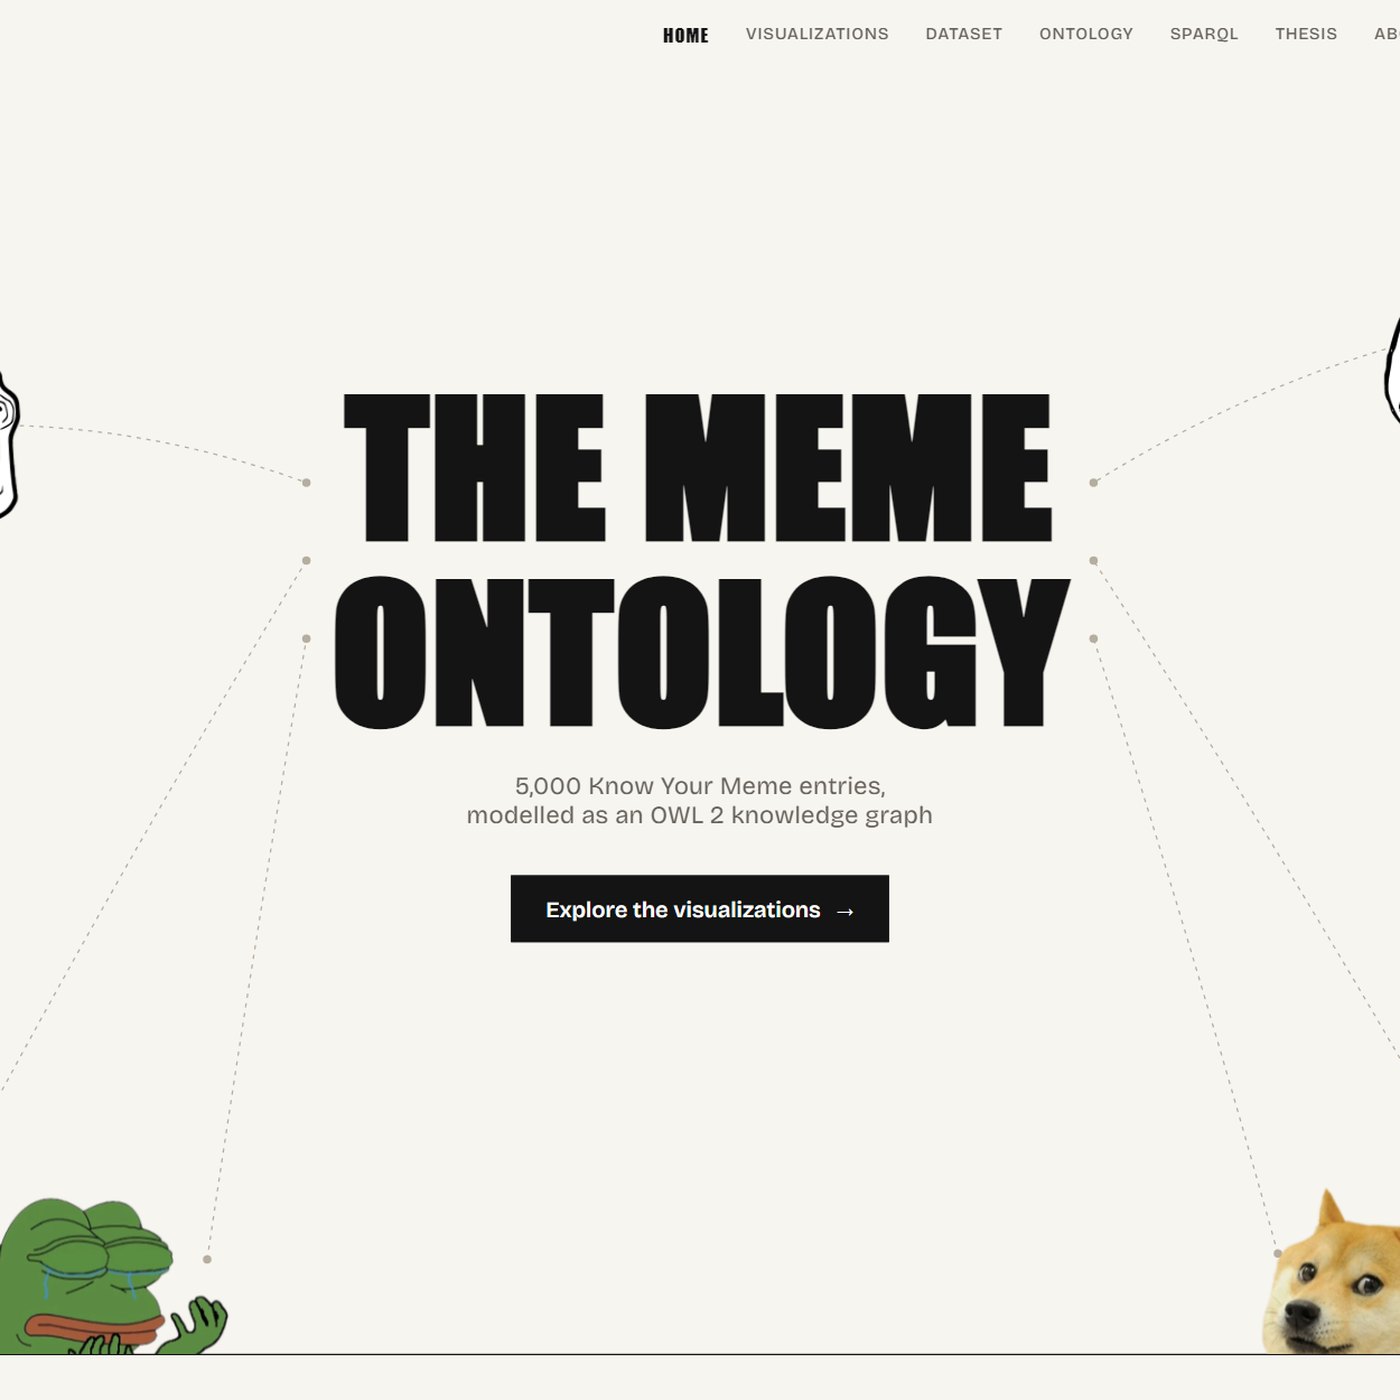 HOME VISUALIZATIONS DATASET ONTOLOGY SPARQL THESIS
THE MEME
ONTOLOGY
5,000 Know Your Meme entries,
modelled as an OWL 2 knowledge graph
Explore the visualizations →